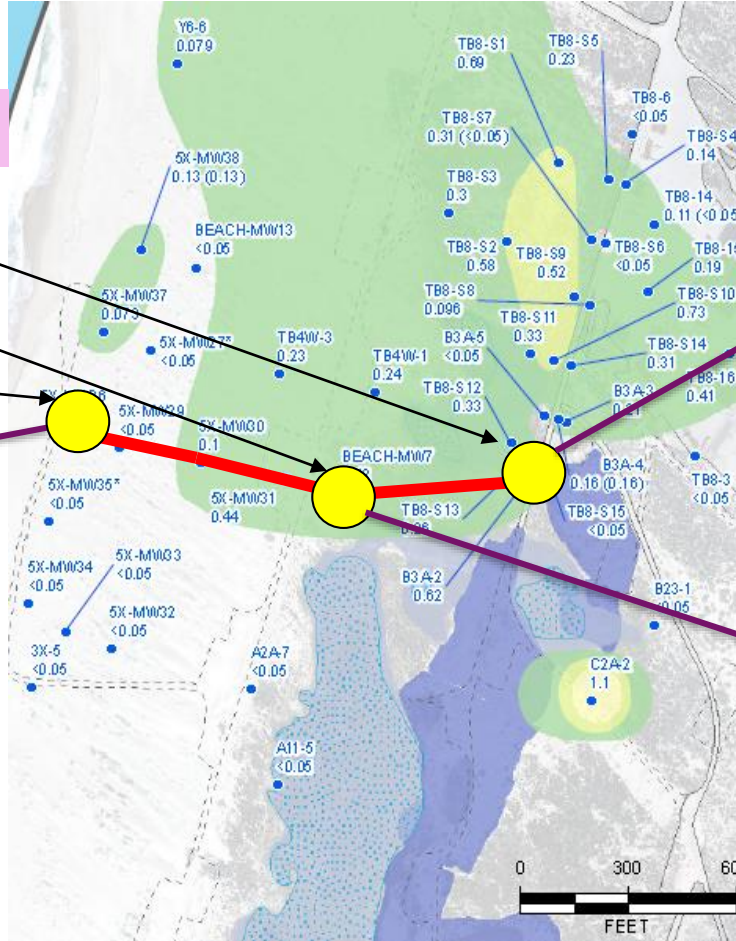 Y6-6
0.079
TB8-S1
0.69
TB8-S5
0.23
TB8-6
<0.05
TB8-S7
0.31 (<0.05)
TB8-S4
0.14
5X-MW38
0.13 (0.13)
TB8-S3
0.3
TB8-14
0.11 (<0.05
BEACH-MW13
<0.05
TB8-S2
0.58
TB8-S9
0.52
TB8-S6
<0.05
0.19
TB8-S8
0.096
TB8-S10
0.73
5X-MW37
TB8-S11
0.33
5X-MW27*
<0.05
TB4W-3
0.23
B3A-5
<0.05
TB8-S14
0.31
TB4W-1
0.24
TB8-S12
0.33
B3A-3
TB8-16
0.41
5X-MW29
<0.05
5X-MW30
0.1
BEACH-MW7
B3A-4
0.16 (0.16)
TB8-3
<0.05
5X-MW35*
<0.05
5X-MW31
0.44
TB8-S13
TB8-S15
<0.05
5X-MW34
<0.05
5X-MW33
<0.05
B3A-2
0.62
B23-1
<0.05
5X-MW32
<0.05
3X-5
<0.05
A2A-7
<0.05
C2A-2
1.1
A11-5
<0.05
0
300
FEET